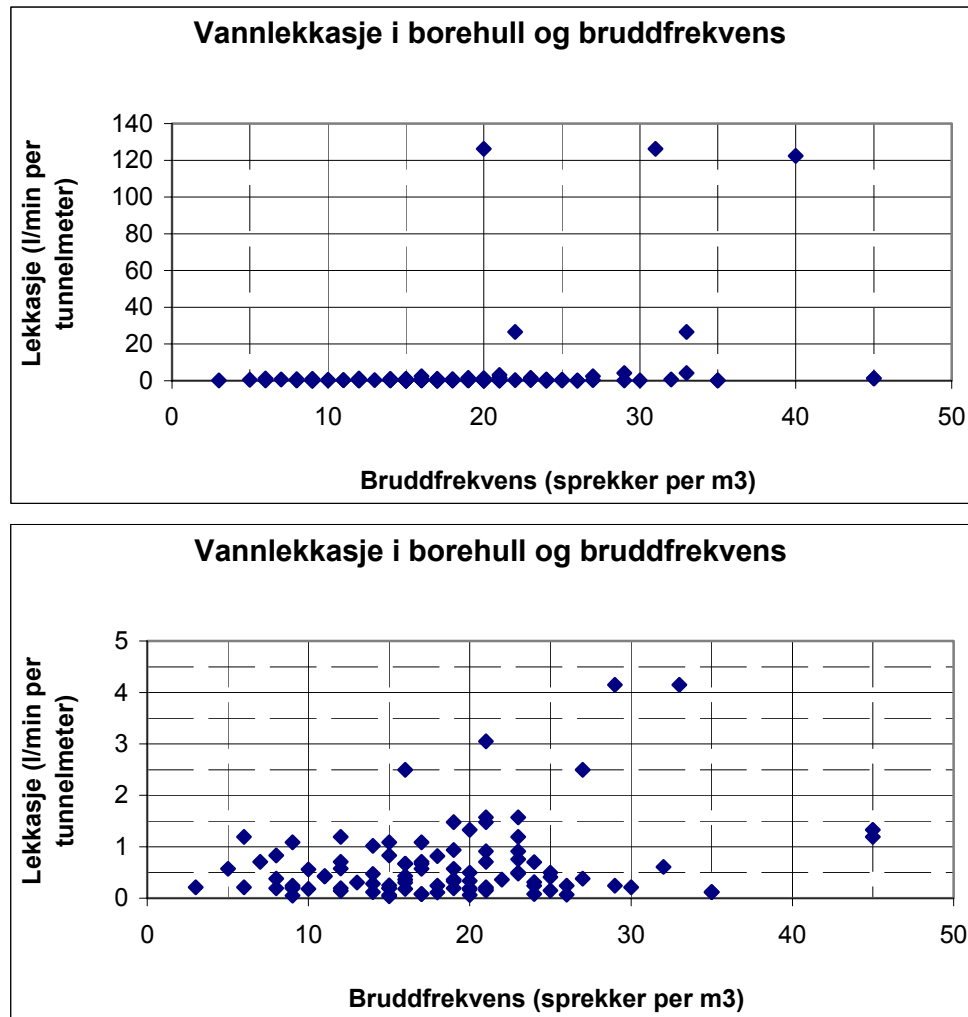 Vannlekkasje i borehull og bruddfrekvens
Lekkasje (l/min per
tunnelmeter)
140
120
100
80
60
40
20
0
0 10 20 30 40 50
Bruddfrekvens (sprekker per m3)
Vannlekkasje i borehull og bruddfrekvens
Lekkasje (l/min per
tunnelmeter)
5
4
3
2
1
0
0 10 20 30 40 50
Bruddfrekvens (sprekker per m3)